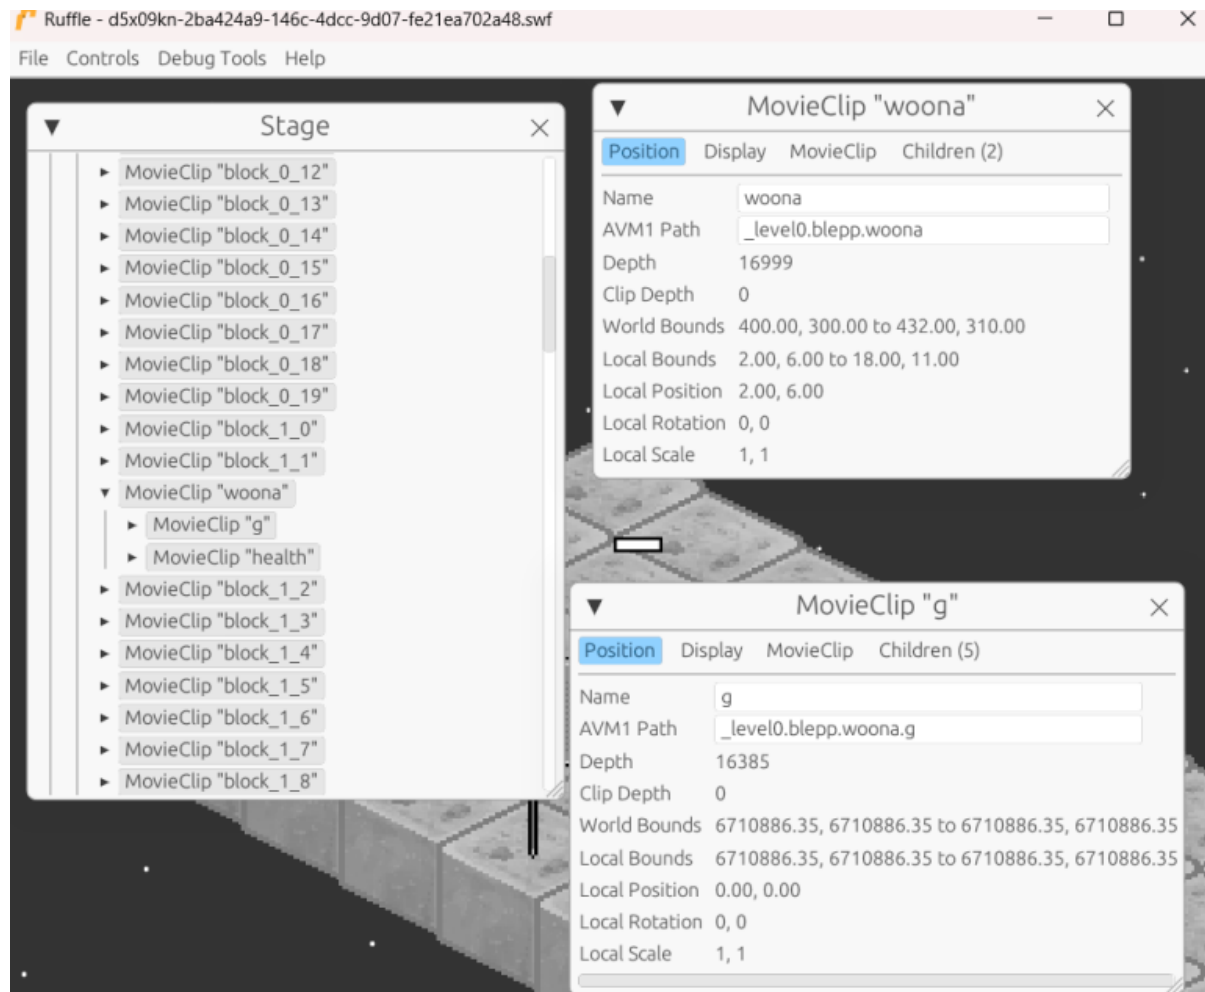 Ruffle - d5x09kn-2ba424a9-146c-4dcc-9d07-fe21ea702a48.swf
File Controls Debug Tools Help
Stage
MovieClip "block_0_12"
MovieClip "block_0_13"
MovieClip "block_0_14"
MovieClip "block_0_15"
MovieClip "block_0_16"
MovieClip "block_0_17"
MovieClip "block_0_18"
MovieClip "block_0_19"
MovieClip "block_1_0"
MovieClip "block_1_1"
MovieClip "woona"
MovieClip "g"
MovieClip "health"
MovieClip "block_1_2"
MovieClip "block_1_3"
MovieClip "block_1_4"
MovieClip "block_1_5"
MovieClip "block_1_6"
MovieClip "block_1_7"
MovieClip "block_1_8"
MovieClip "woona"
Position Display MovieClip Children (2)
Name woona
AVM1 Path _level0.blepp.woona
Depth 16999
Clip Depth 0
World Bounds 400.00, 300.00 to 432.00, 310.00
Local Bounds 2.00, 6.00 to 18.00, 11.00
Local Position 2.00, 6.00
Local Rotation 0, 0
Local Scale 1, 1
MovieClip "g"
Position Display MovieClip Children (5)
Name g
AVM1 Path _level0.blepp.woona.g
Depth 16385
Clip Depth 0
World Bounds 6710886.35, 6710886.35 to 6710886.35, 6710886.35
Local Bounds 6710886.35, 6710886.35 to 6710886.35, 6710886.35
Local Position 0.00, 0.00
Local Rotation 0, 0
Local Scale 1, 1